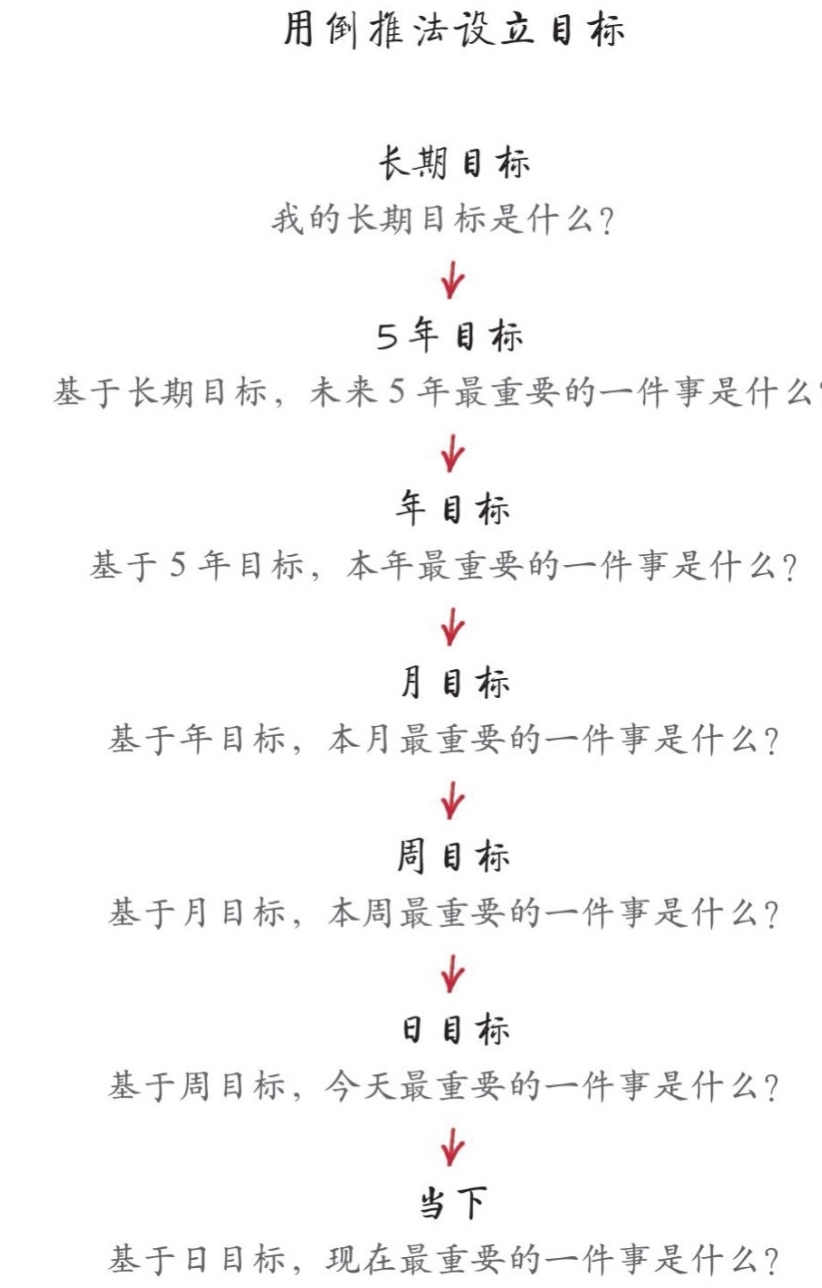 用倒推法设立目标
长期目标
我的长期目标是什么？
5年目标
基于长期目标，未来5年最重要的一件事是什么?
年目标
基于5年目标，本年最重要的一件事是什么？
月目标
基于年目标，本月最重要的一件事是什么？
周目标
基于月目标，本周最重要的一件事是什么？
日目标
基于周目标，今天最重要的一件事是什么？
当下
基于日目标，现在最重要的一件事是什么？